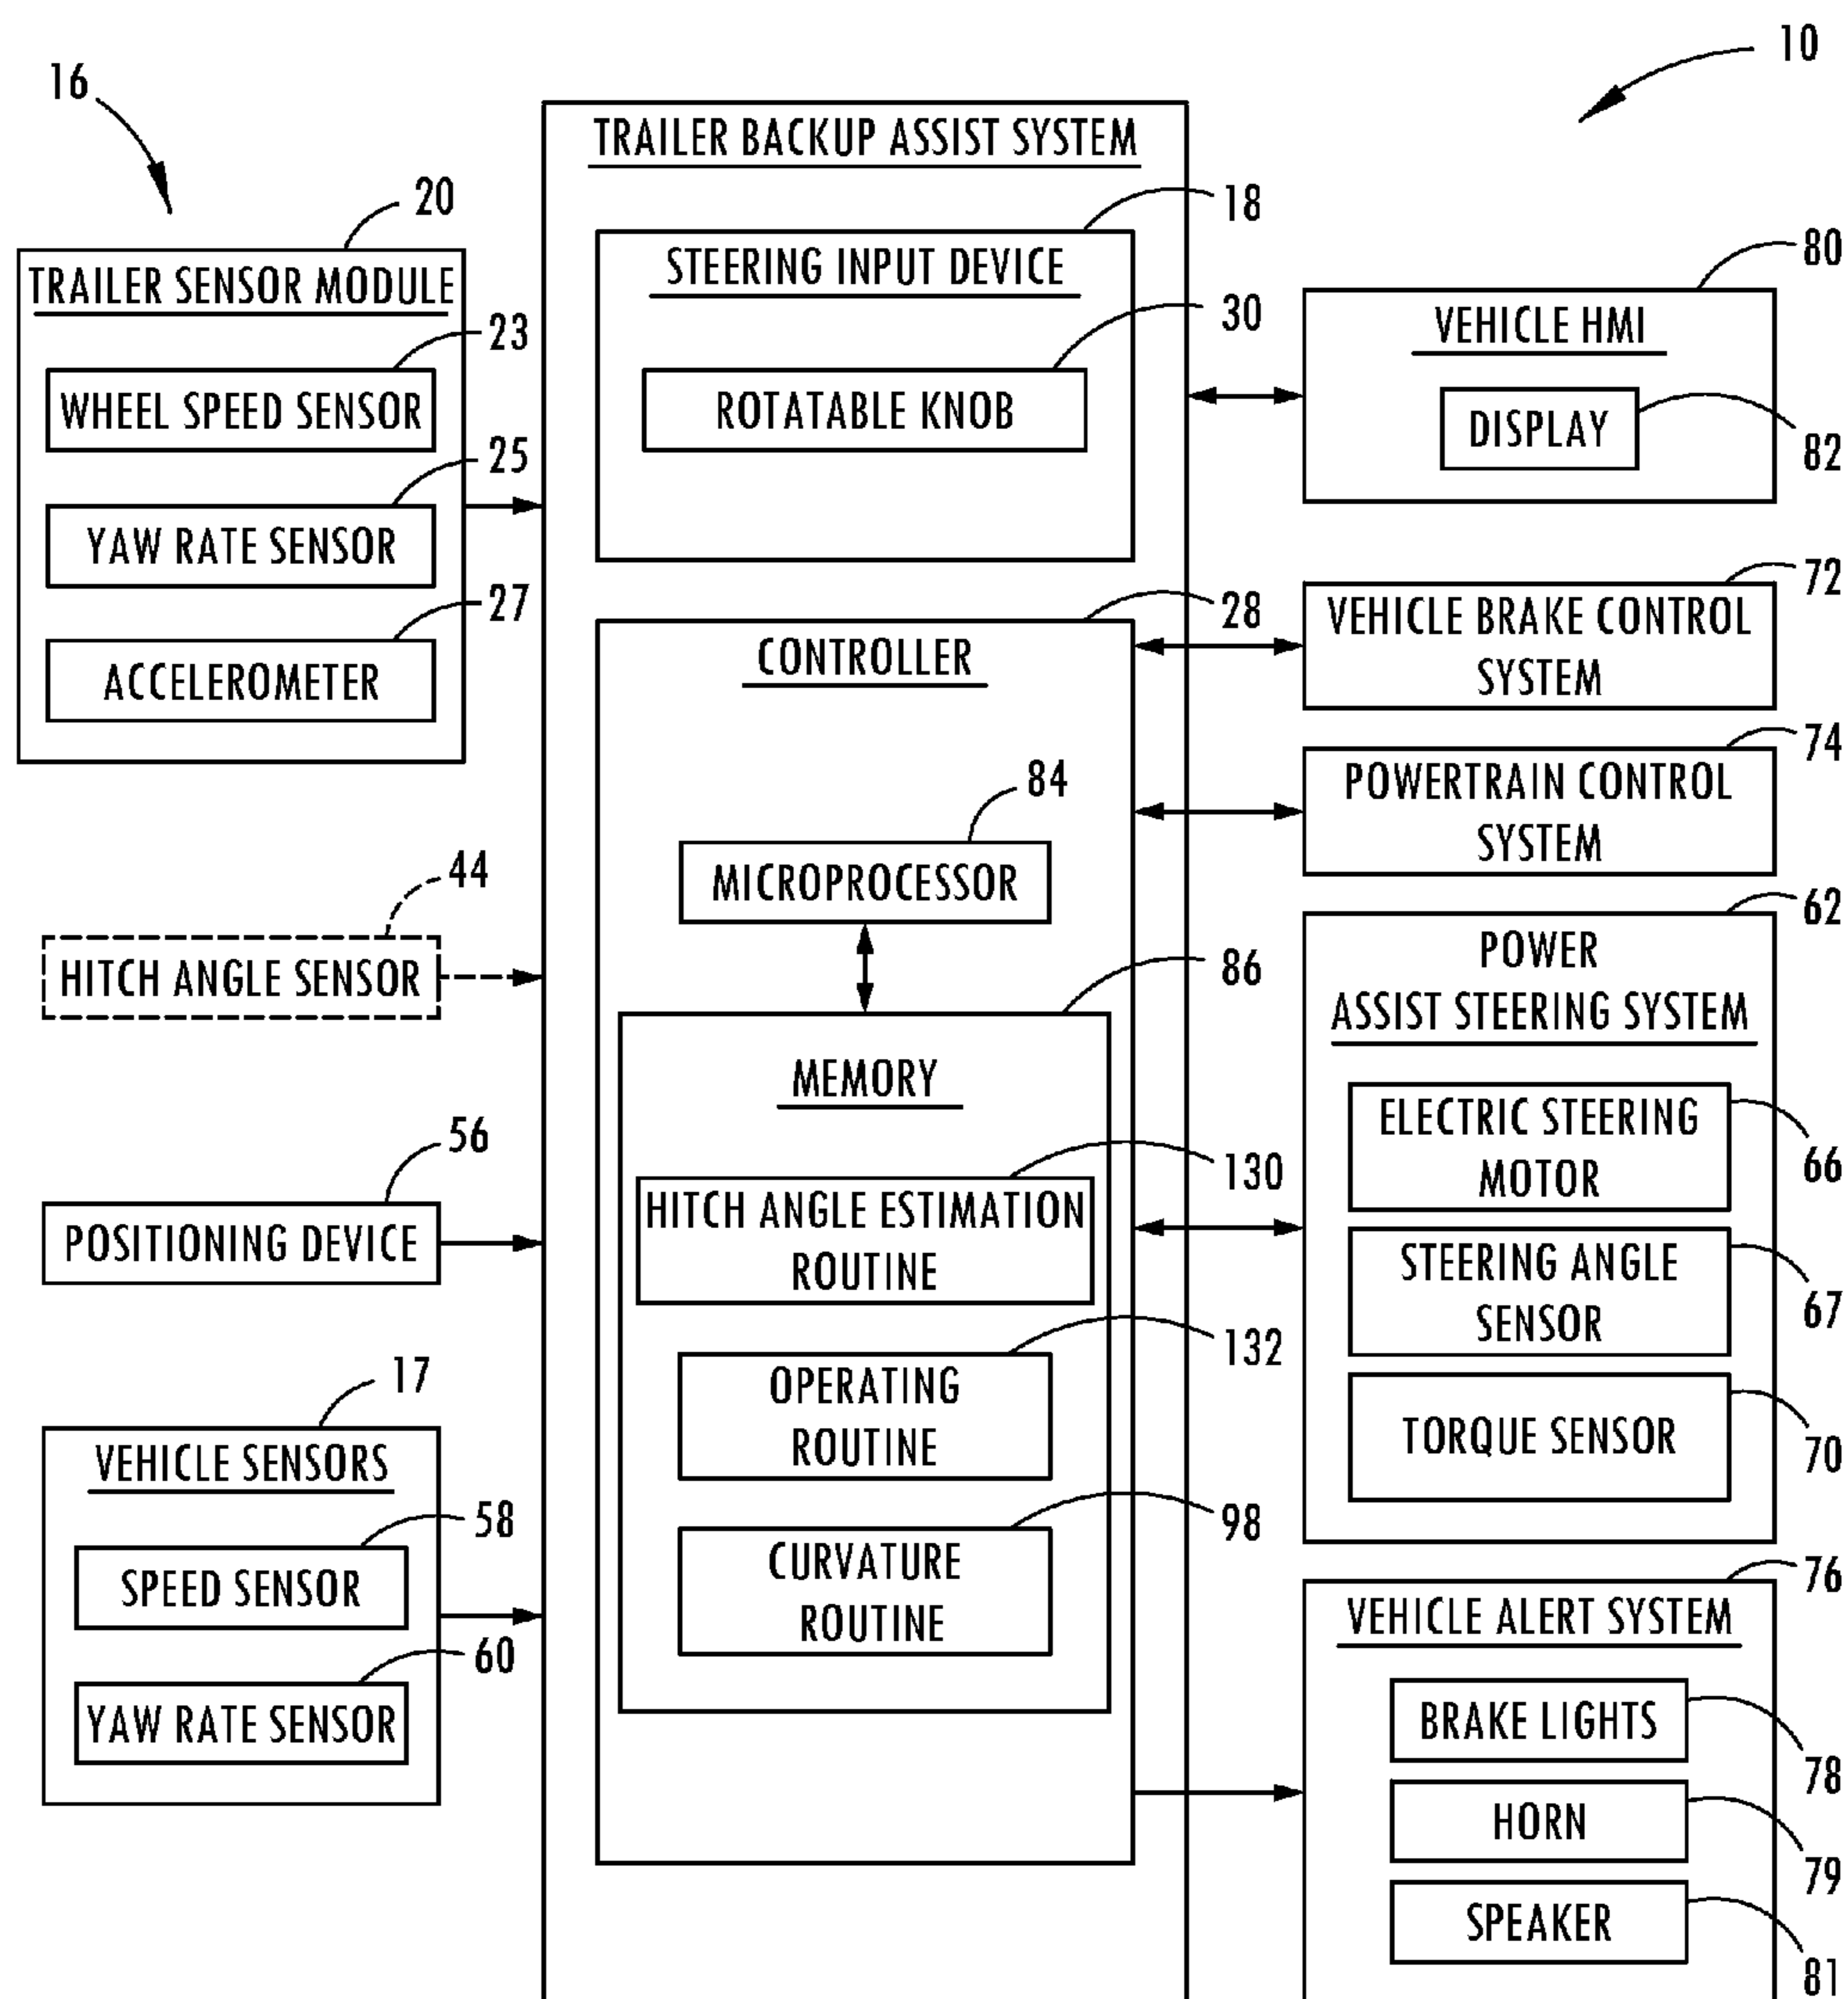 10
16
20
TRAILER SENSOR MODULE
23
WHEEL SPEED SENSOR
25
YAW RATE SENSOR
27
ACCELEROMETER
44
HITCH ANGLE SENSOR
56
POSITIONING DEVICE
17
VEHICLE SENSORS
58
SPEED SENSOR
60
YAW RATE SENSOR
TRAILER BACKUP ASSIST SYSTEM
18
STEERING INPUT DEVICE
30
ROTATABLE KNOB
28
CONTROLLER
84
MICROPROCESSOR
86
MEMORY
130
HITCH ANGLE ESTIMATION
ROUTINE
132
OPERATING
ROUTINE
98
CURVATURE
ROUTINE
80
VEHICLE HMI
DISPLAY
82
72
VEHICLE BRAKE CONTROL
SYSTEM
74
POWERTRAIN CONTROL
SYSTEM
62
POWER
ASSIST STEERING SYSTEM
ELECTRIC STEERING
MOTOR
66
STEERING ANGLE
SENSOR
67
TORQUE SENSOR
70
76
VEHICLE ALERT SYSTEM
BRAKE LIGHTS
78
HORN
79
SPEAKER
81